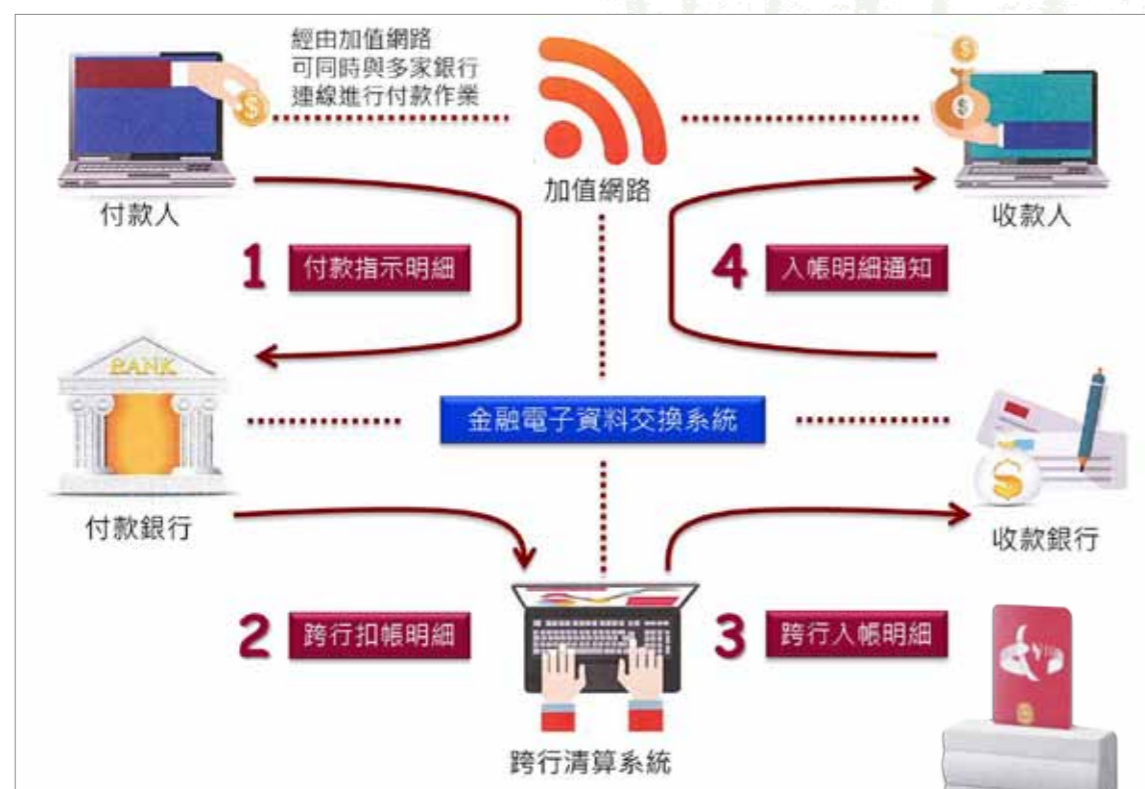 經由加值網路
可同時與多家銀行
連線進行付款作業
加值網路
付款人
收款人
1 付款指示明細
4 入帳明細通知
BANK
金融電子資料交換系統
付款銀行
收款銀行
2 跨行扣帳明細
3 跨行入帳明細
跨行清算系統